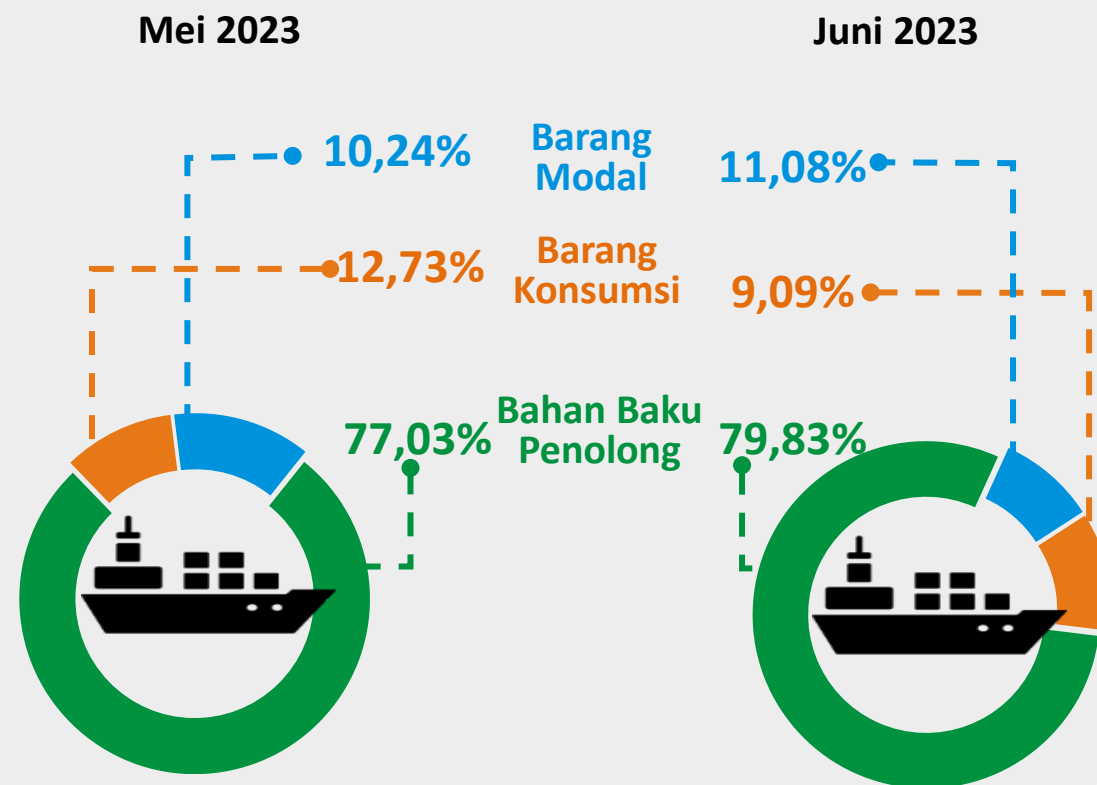 Mei 2023
Juni 2023
10,24%
Barang
Modal
11,08%
12,73%
Barang
Konsumsi
9,09%
77,03%
Bahan Baku
Penolong
79,83%